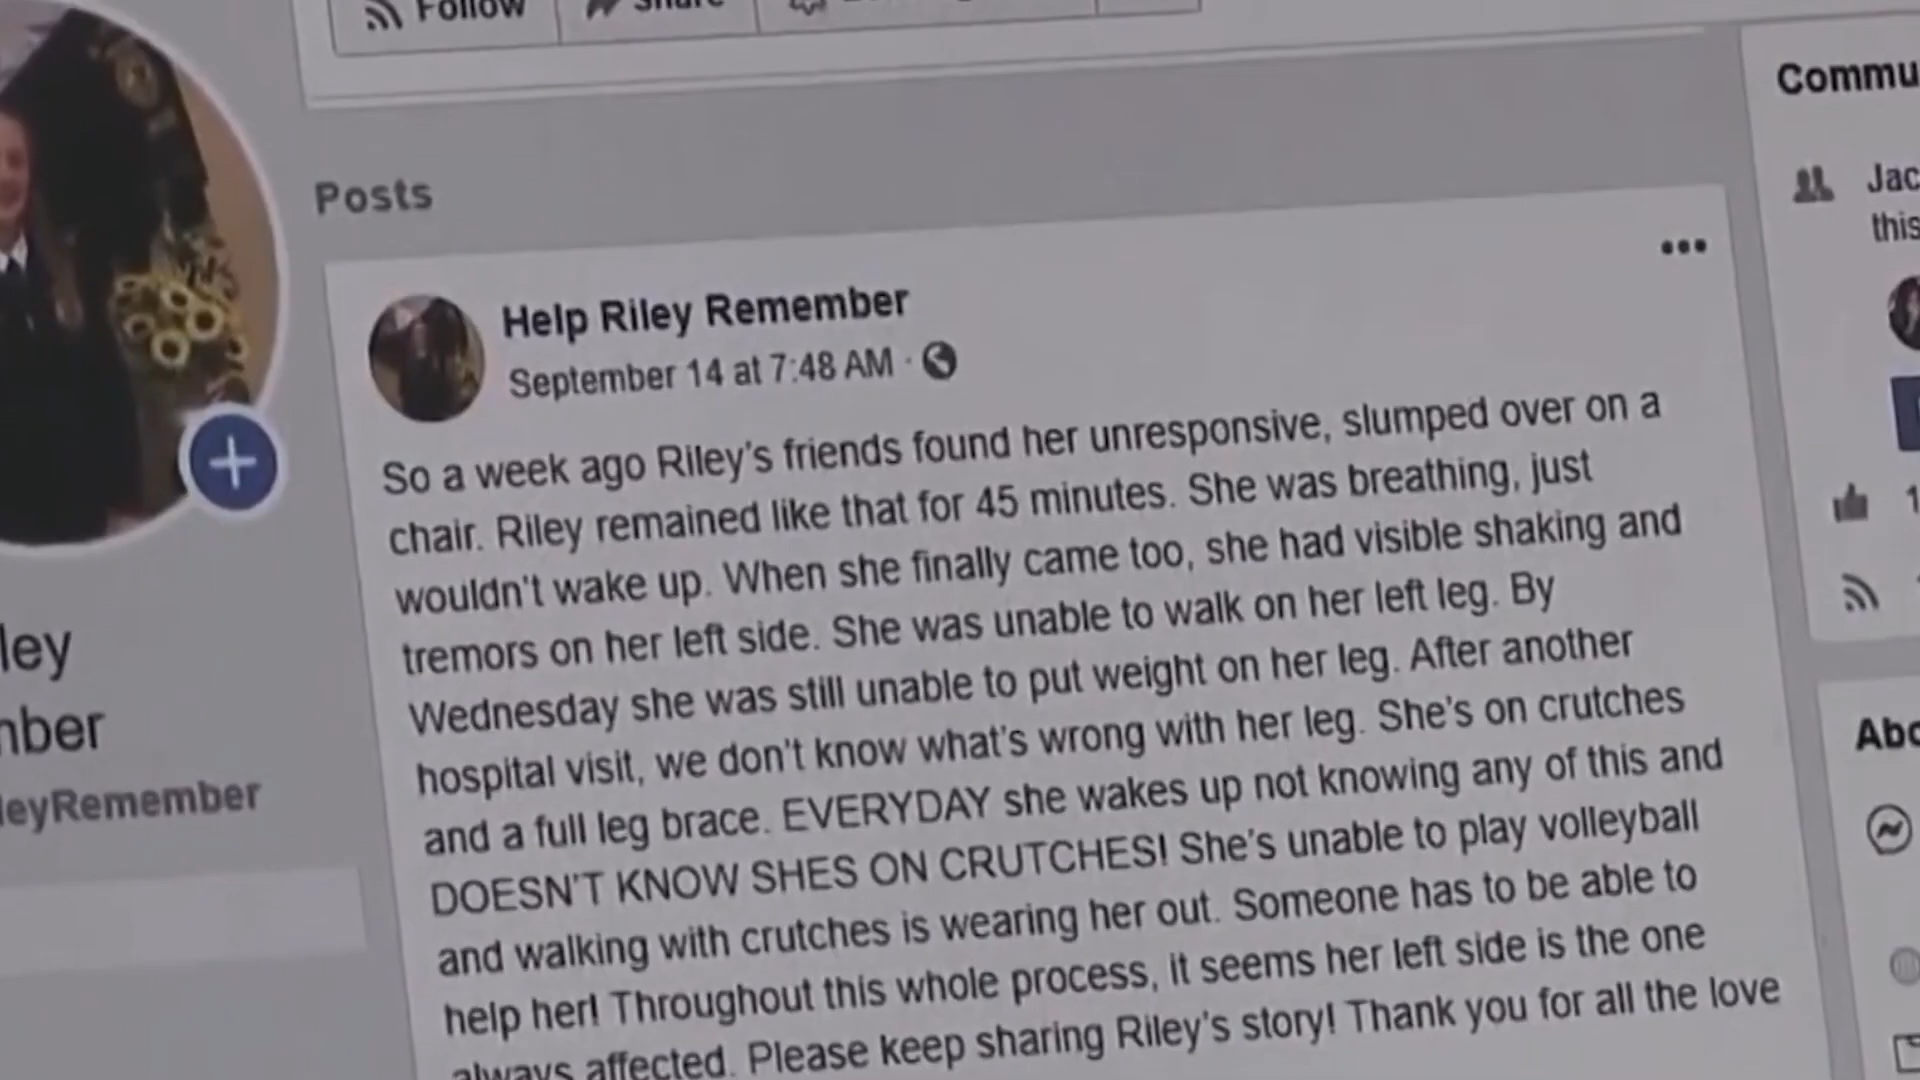 Follow
Share
Commu
Posts
Jac
this
Help Riley Remember
September 14 at 7:48 AM ·
So a week ago Riley's friends found her unresponsive, slumped over on a
chair. Riley remained like that for 45 minutes. She was breathing, just
wouldn't wake up. When she finally came too, she had visible shaking and
tremors on her left side. She was unable to walk on her left leg. By
Wednesday she was still unable to put weight on her leg. After another
hospital visit, we don't know what's wrong with her leg. She's on crutches
and a full leg brace. EVERYDAY she wakes up not knowing any of this and
DOESN'T KNOW SHES ON CRUTCHES! She's unable to play volleyball
and walking with crutches is wearing her out. Someone has to be able to
help her! Throughout this whole process, it seems her left side is the one
always affected. Please keep sharing Riley's story! Thank you for all the love
ley
nber
leyRemember
1
Abo